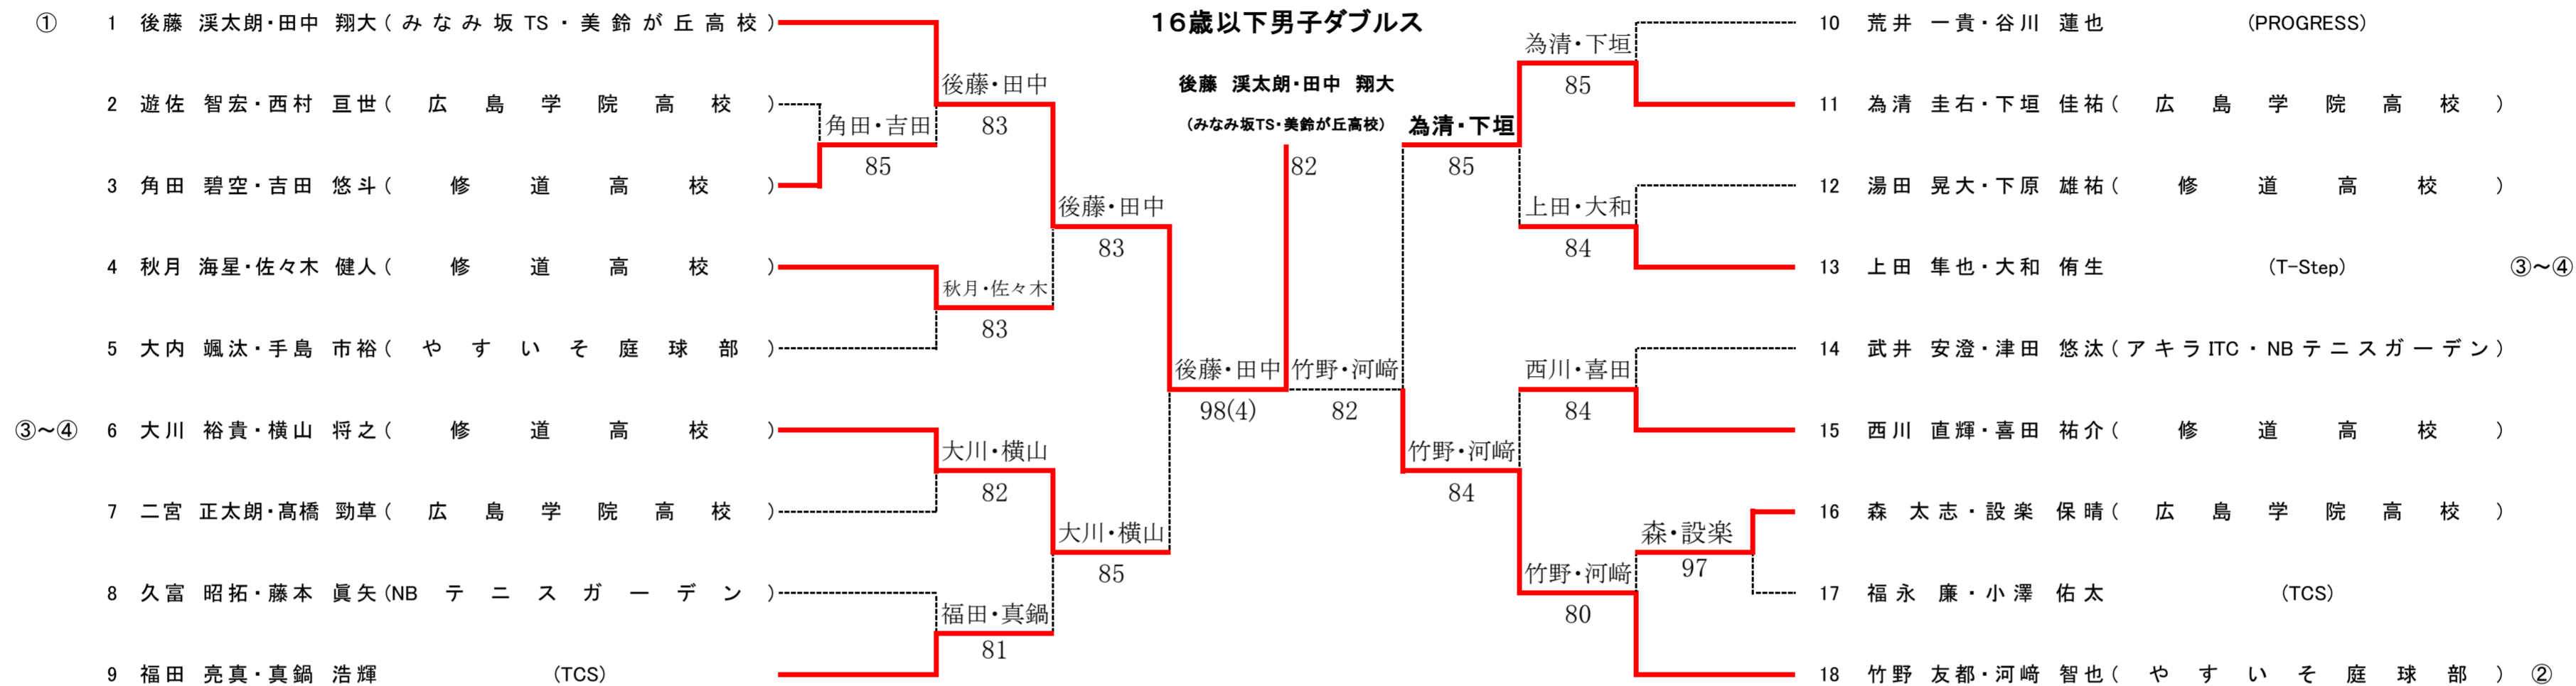 16歳以下男子ダブルス
後藤 渓太朗・田中 翔大
(みなみ坂TS・美鈴が丘高校)
82
① 1 後藤 渓太朗・田中 翔大(みなみ坂TS・美鈴が丘高校)
2 遊佐 智宏・西村 亘世(広島学院高校)
3 角田 碧空・吉田 悠斗(修道高校)
4 秋月 海星・佐々木 健人(修道高校)
5 大内 颯汰・手島 市裕(やすいそ庭球部)
③～④ 6 大川 裕貴・横山 将之(修道高校)
7 二宮 正太朗・髙橋 勁草(広島学院高校)
8 久富 昭拓・藤本 眞矢(NBテニスガーデン)
9 福田 亮真・真鍋 浩輝 (TCS)
角田・吉田
85
後藤・田中
83
秋月・佐々木
83
大川・横山
82
福田・真鍋
81
後藤・田中
83
大川・横山
85
後藤・田中
98(4)
竹野・河﨑
82
為清・下垣
85
竹野・河﨑
84
為清・下垣
85
上田・大和
84
西川・喜田
84
竹野・河﨑
80
森・設楽
97
10 荒井 一貴・谷川 蓮也 (PROGRESS)
11 為清 圭右・下垣 佳祐(広島学院高校)
12 湯田 晃大・下原 雄祐(修道高校)
13 上田 隼也・大和 侑生 (T-Step) ③～④
14 武井 安澄・津田 悠汰(アキラITC・NBテニスガーデン)
15 西川 直輝・喜田 祐介(修道高校)
16 森 太志・設楽 保晴(広島学院高校)
17 福永 廉・小澤 佑太 (TCS)
18 竹野 友都・河﨑 智也(やすいそ庭球部) ②